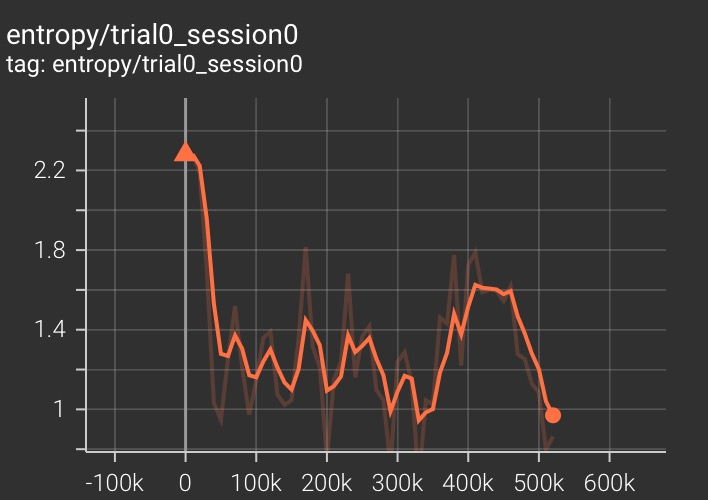 entropy/trial0_session0
tag: entropy/trial0_session0
2.2
1.8
1.4
1
-100k 0 100k 200k 300k 400k 500k 600k